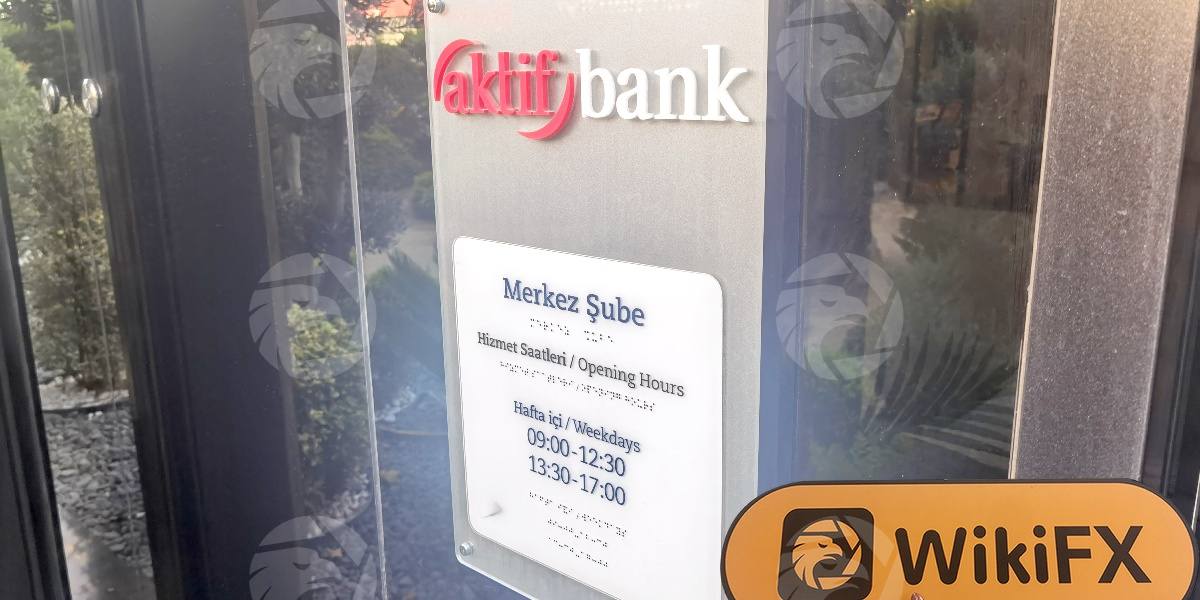 aktif bank
Merkez Şube
Hizmet Saatleri / Opening Hours
Hafta içi / Weekdays
09:00-12:30
13:30-17:00
WikiFX